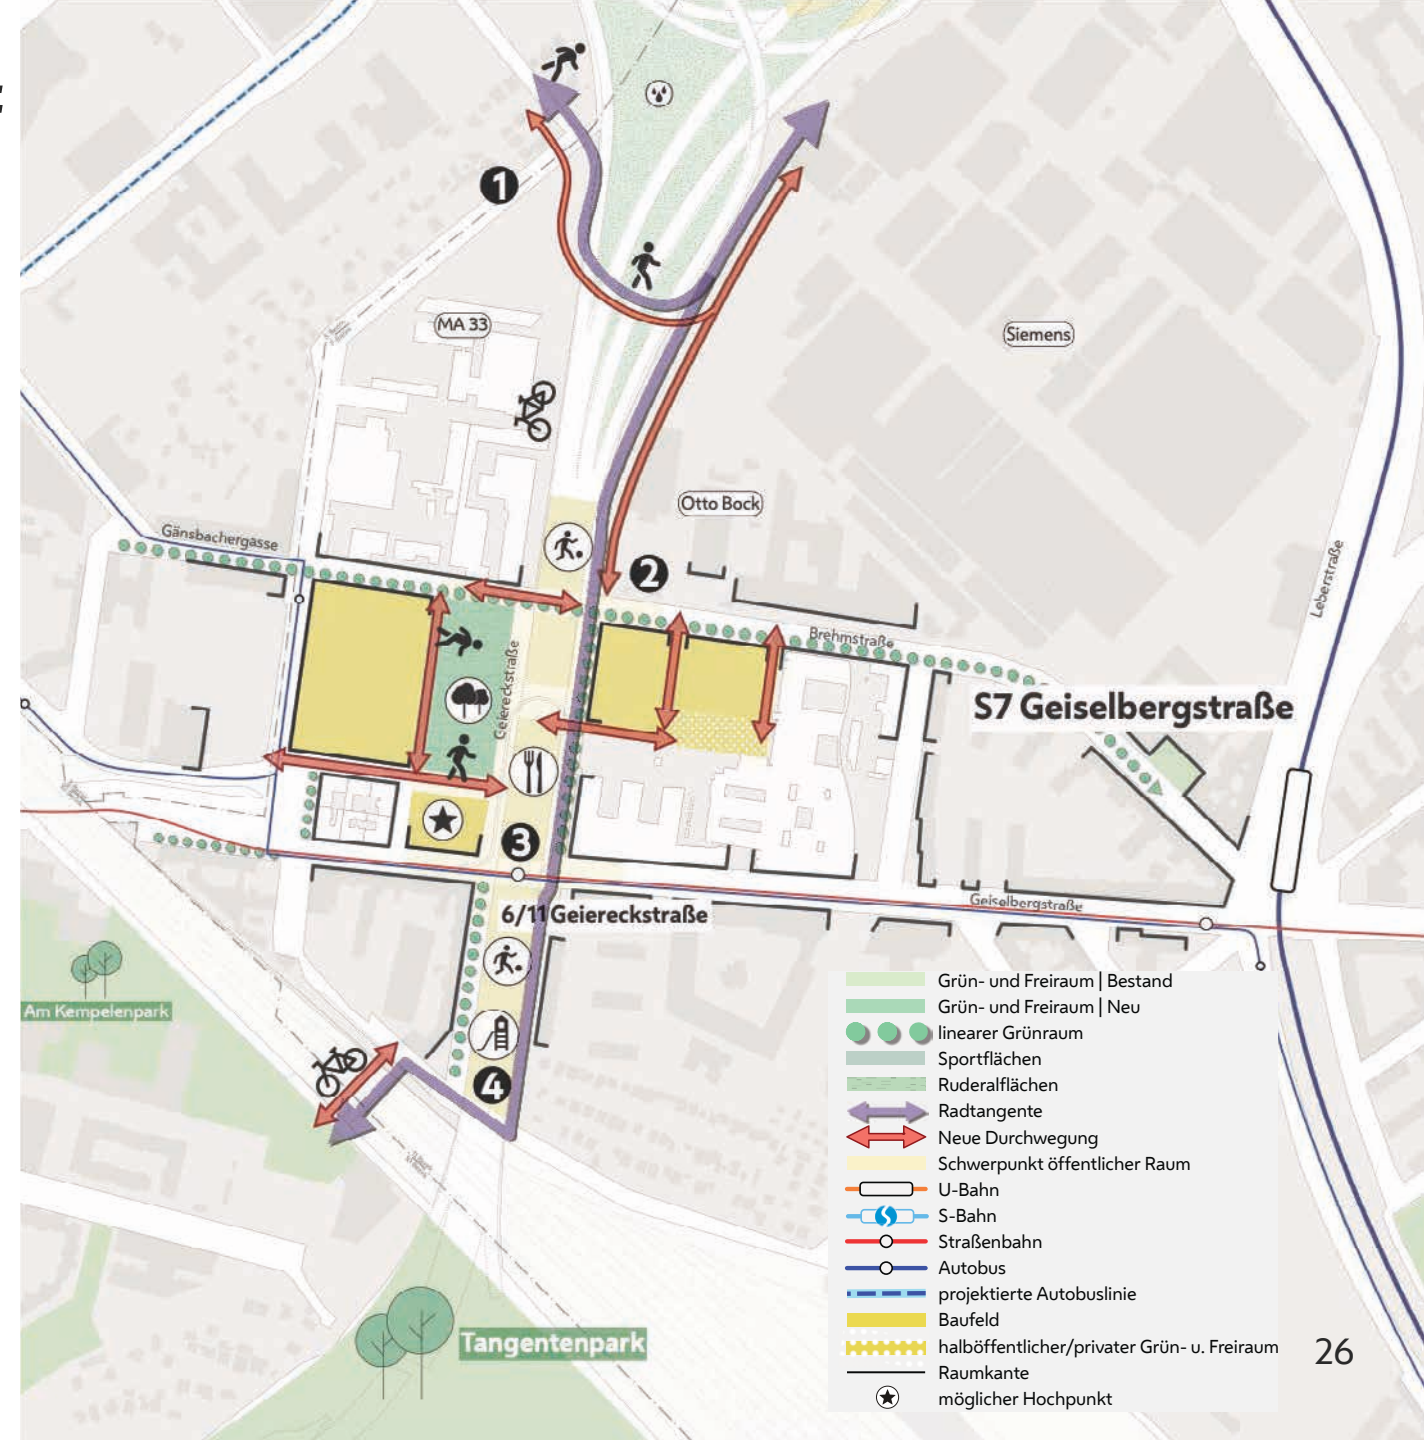 1
MA 33
Siemens
Otto Bock
Gänsbachergasse
2
Leberstraße
Brehmstraße
Geiereckstraße
S7 Geiselbergstraße
3
6/11 Geiereckstraße
Geiselbergstraße
Am Kempelenpark
4
Tangentenpark
Grün- und Freiraum | Bestand
Grün- und Freiraum | Neu
linearer Grünraum
Sportflächen
Ruderalflächen
Radtangente
Neue Durchwegung
Schwerpunkt öffentlicher Raum
U-Bahn
S-Bahn
Straßenbahn
Autobus
projektierte Autobuslinie
Baufeld
halböffentlicher/privater Grün- u. Freiraum
Raumkante
möglicher Hochpunkt
26